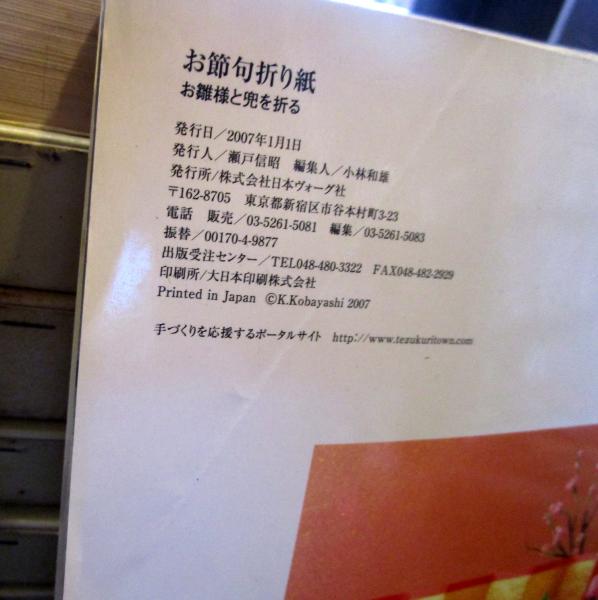 お節句折り紙
お雛様と兜を折る
発行日／2007年1月1日
発行人／瀬戸信昭　編集人／小林和雄
発行所／株式会社日本ヴォーグ社
〒162-8705　東京都新宿区市谷本村町3-23
電話　販売／03-5261-5081　編集／03-5261-5083
振替／00170-4-9877
出版受注センター／TEL048-480-3322　FAX048-482-2929
印刷所／大日本印刷株式会社
Printed in Japan　©K.Kobayashi 2007
手づくりを応援するポータルサイト　http://www.tezukuritown.com